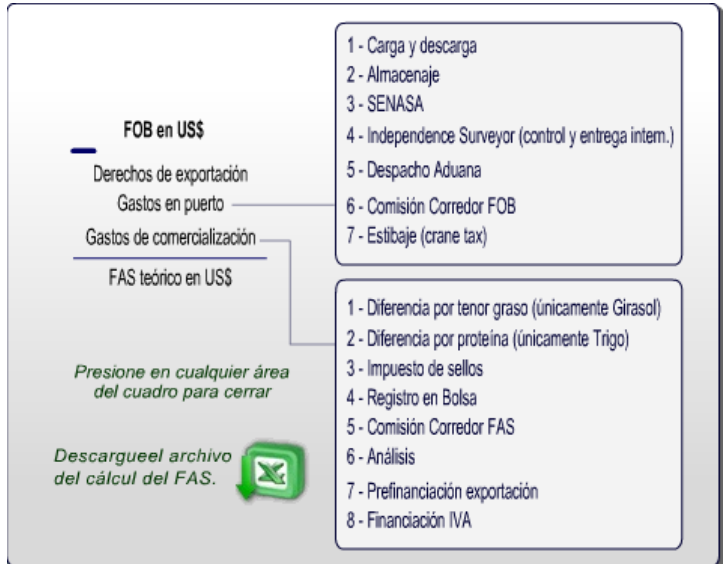 FOB en US$
Derechos de exportación
Gastos en puerto
Gastos de comercialización
FAS teórico en US$
1 - Carga y descarga
2 - Almacenaje
3 - SENASA
4 - Independence Surveyor (control y entrega intern.)
5 - Despacho Aduana
6 - Comisión Corredor FOB
7 - Estibaje (crane tax)
1 - Diferencia por tenor graso (únicamente Girasol)
2 - Diferencia por proteína (únicamente Trigo)
3 - Impuesto de sellos
4 - Registro en Bolsa
5 - Comisión Corredor FAS
6 - Análisis
7 - Prefinanciación exportación
8 - Financiación IVA
Presione en cualquier área
del cuadro para cerrar
Descargueel archivo
del cálcul del FAS.